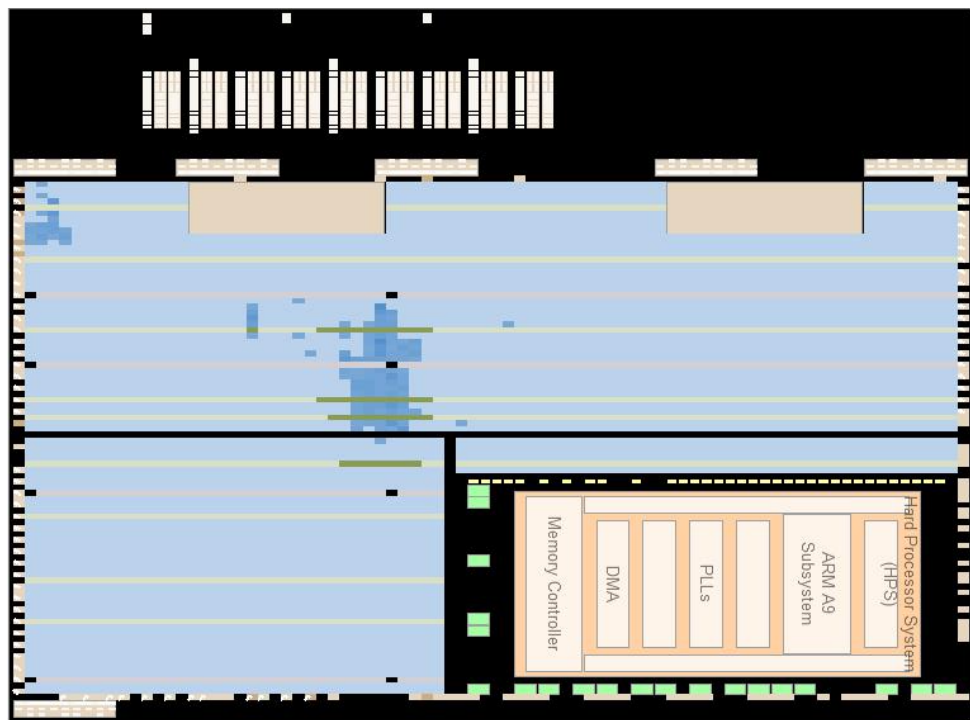 Memory Controller
DMA
PLLs
ARM A9
Subsystem
(HPS)
Hard Processor System